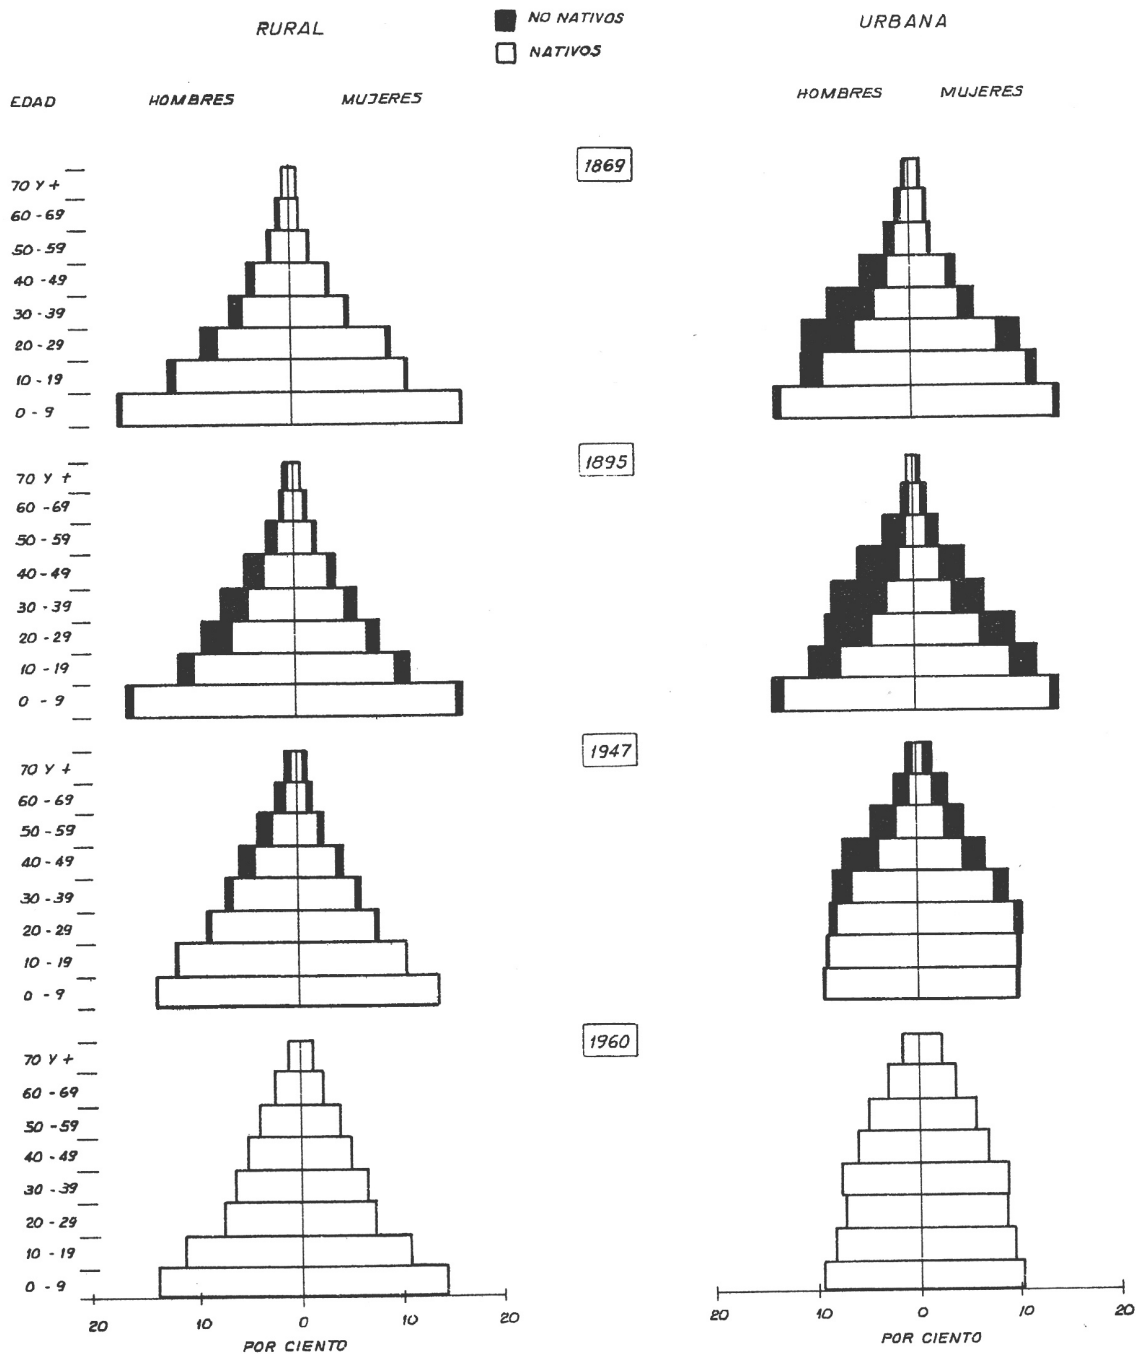 RURAL
NO NATIVOS
NATIVOS
URBANA
EDAD
HOMBRES
MUJERES
HOMBRES
MUJERES
1869
70 Y +
60 - 69
50 - 59
40 - 49
30 - 39
20 - 29
10 - 19
0 - 9
1895
70 Y +
60 - 69
50 - 59
40 - 49
30 - 39
20 - 29
10 - 19
0 - 9
1947
70 Y +
60 - 69
50 - 59
40 - 49
30 - 39
20 - 29
10 - 19
0 - 9
1960
70 Y +
60 - 69
50 - 59
40 - 49
30 - 39
20 - 29
10 - 19
0 - 9
20 10 0 10 20
POR CIENTO
20 10 0 10 20
POR CIENTO